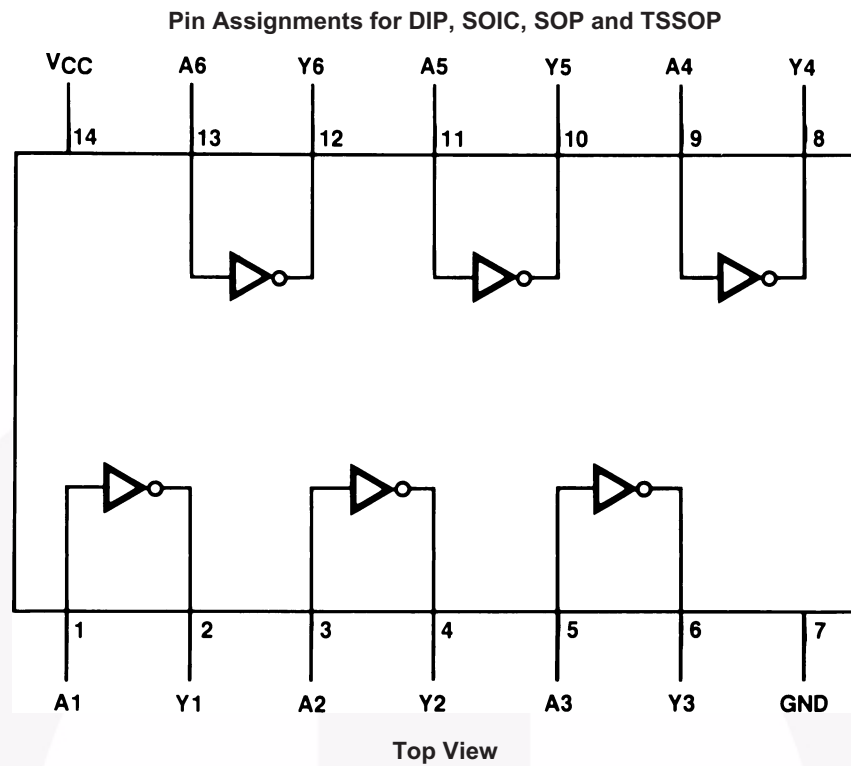 Pin Assignments for DIP, SOIC, SOP and TSSOP
VCC A6 Y6 A5 Y5 A4 Y4
14 13 12 11 10 9 8
1 2 3 4 5 6 7
A1 Y1 A2 Y2 A3 Y3 GND
Top View